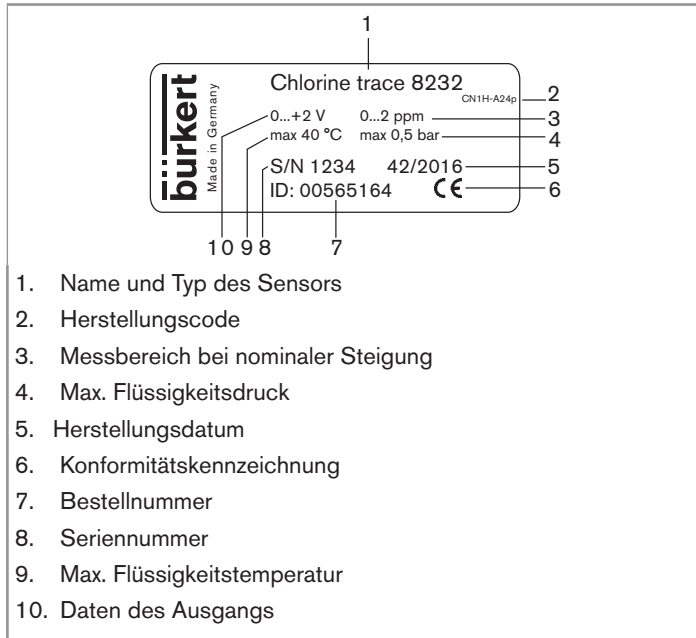 1
bürkert
Made in Germany
Chlorine trace 8232
CN1H-A24p
2
0...+2 V 0...2 ppm
3
max 40 °C max 0,5 bar
4
S/N 1234 42/2016
5
ID: 00565164 CE
6
10 9 8 7
1. Name und Typ des Sensors
2. Herstellungscode
3. Messbereich bei nominaler Steigung
4. Max. Flüssigkeitsdruck
5. Herstellungsdatum
6. Konformitätskennzeichnung
7. Bestellnummer
8. Seriennummer
9. Max. Flüssigkeitstemperatur
10. Daten des Ausgangs